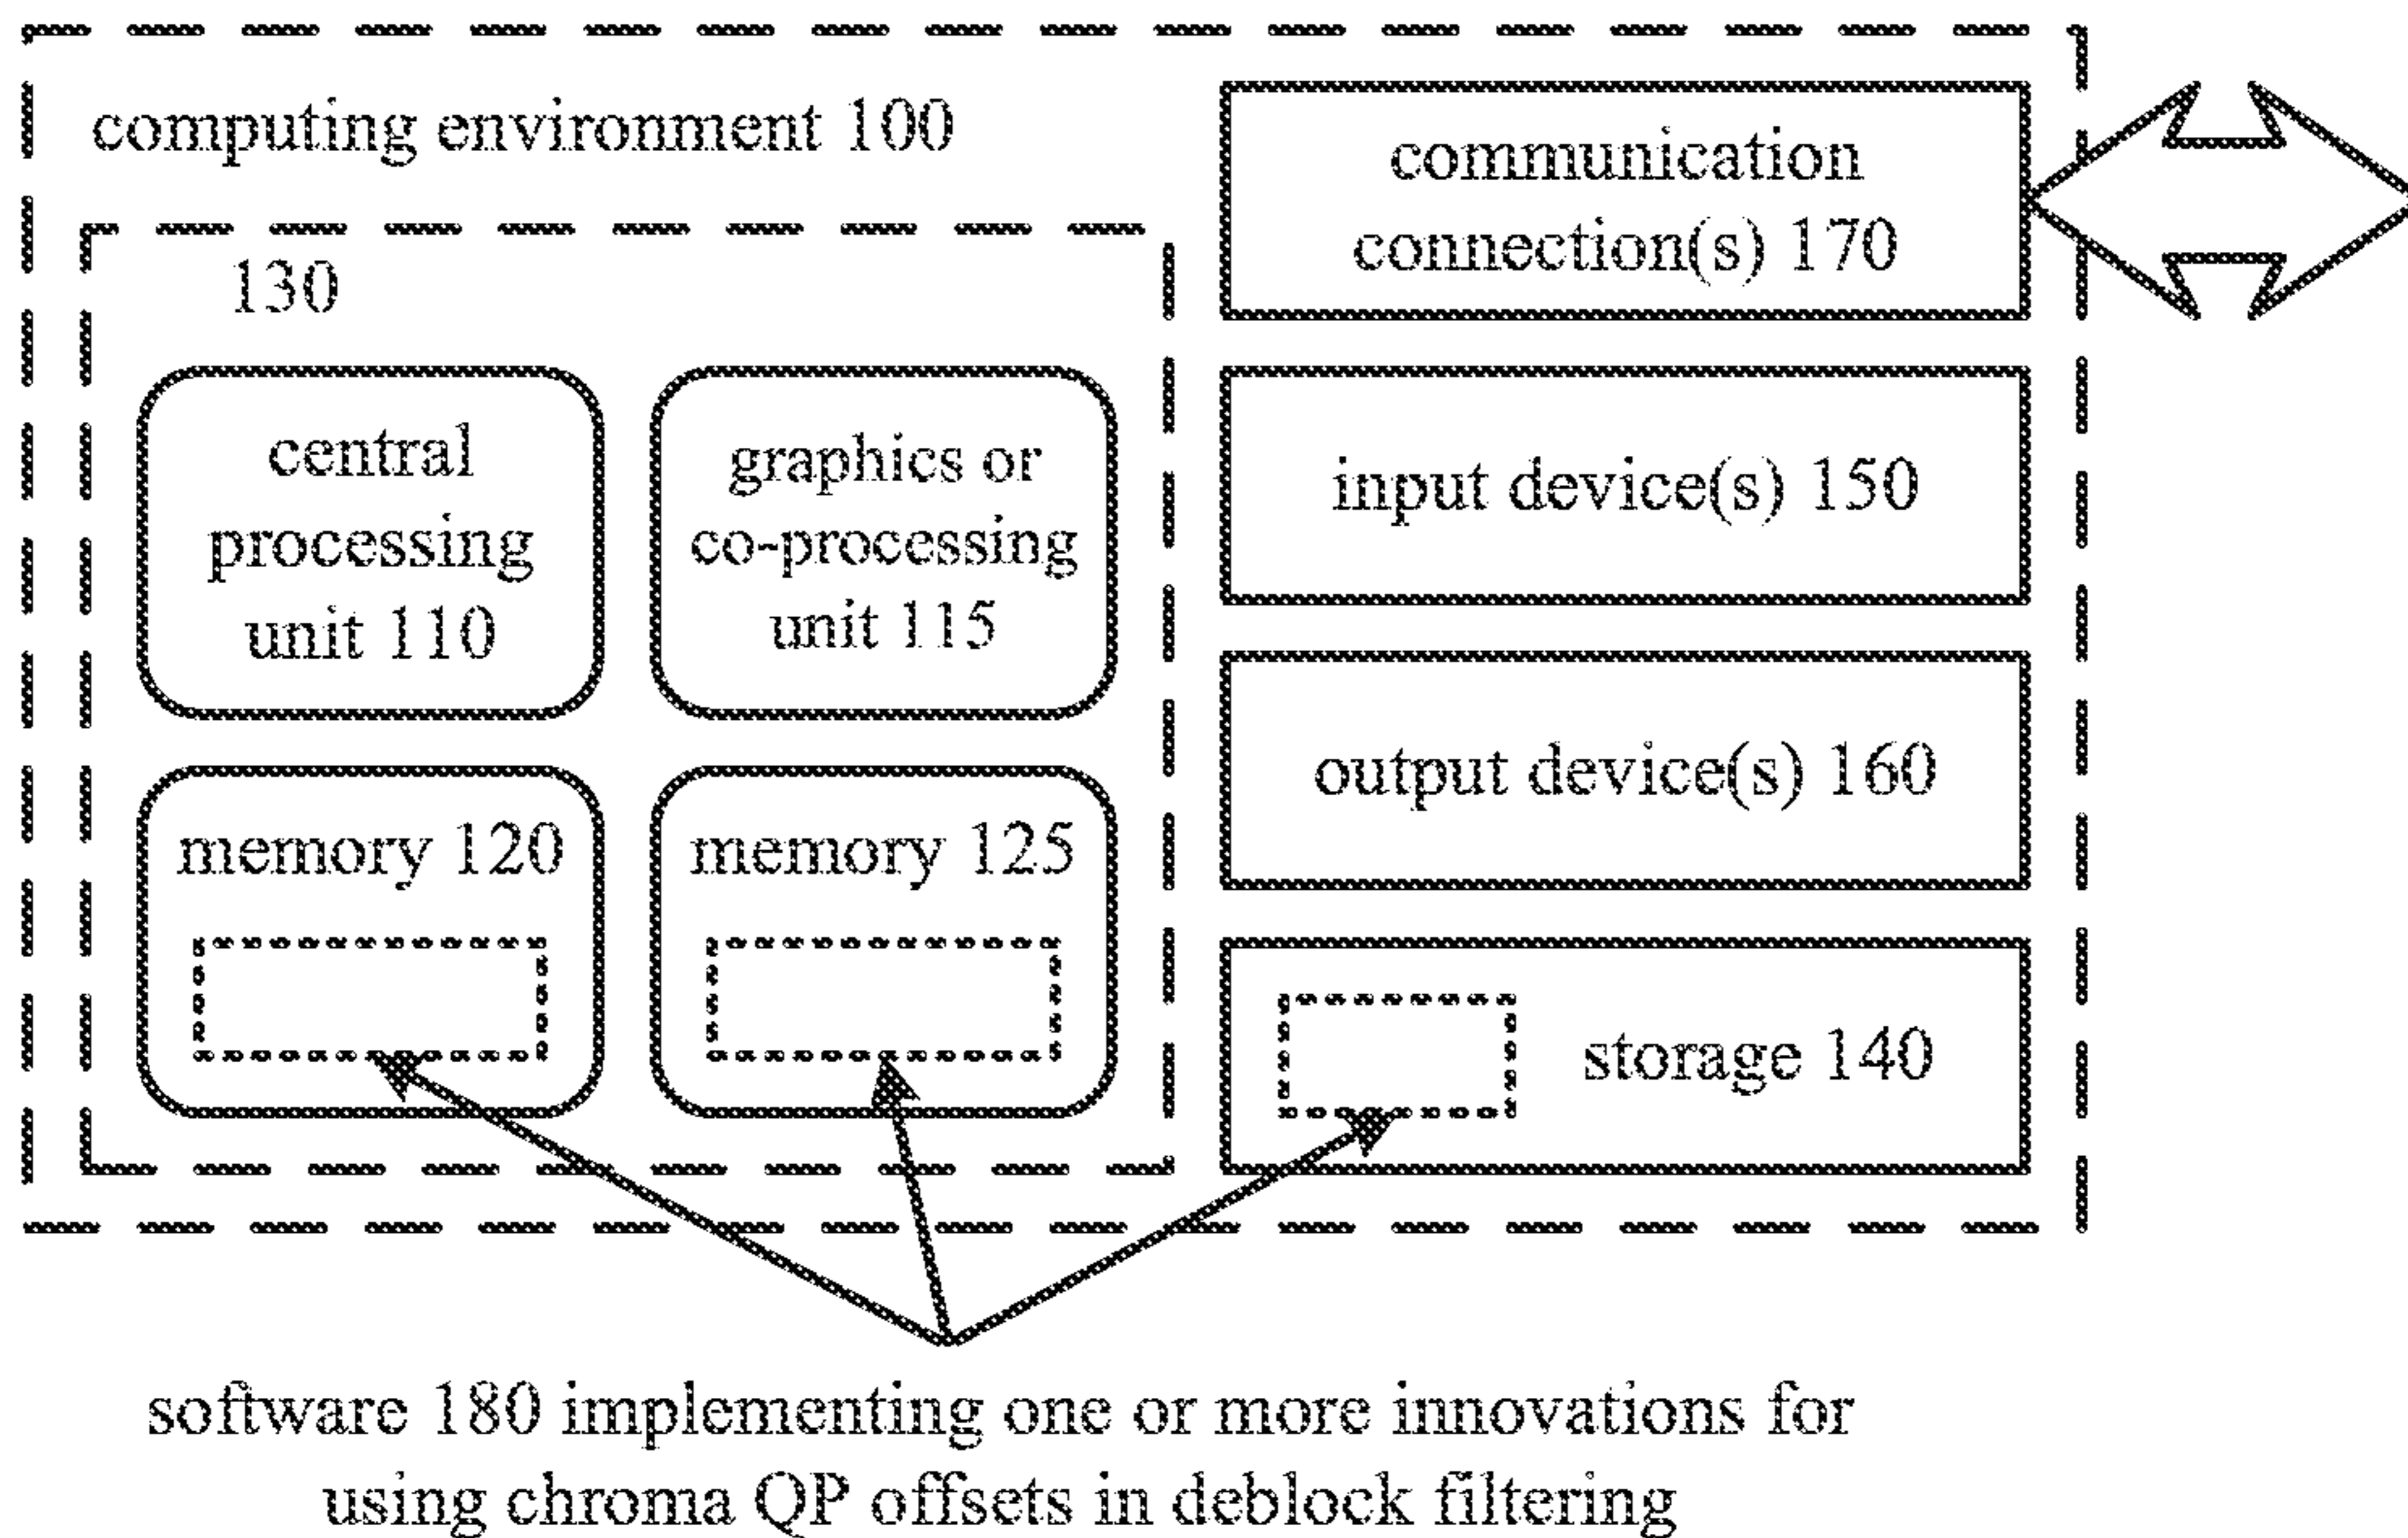 computing environment 100
130
central
processing
unit 110
graphics or
co-processing
unit 115
memory 120
memory 125
communication
connection(s) 170
input device(s) 150
output device(s) 160
storage 140
software 180 implementing one or more innovations for
using chroma QP offsets in deblock filtering